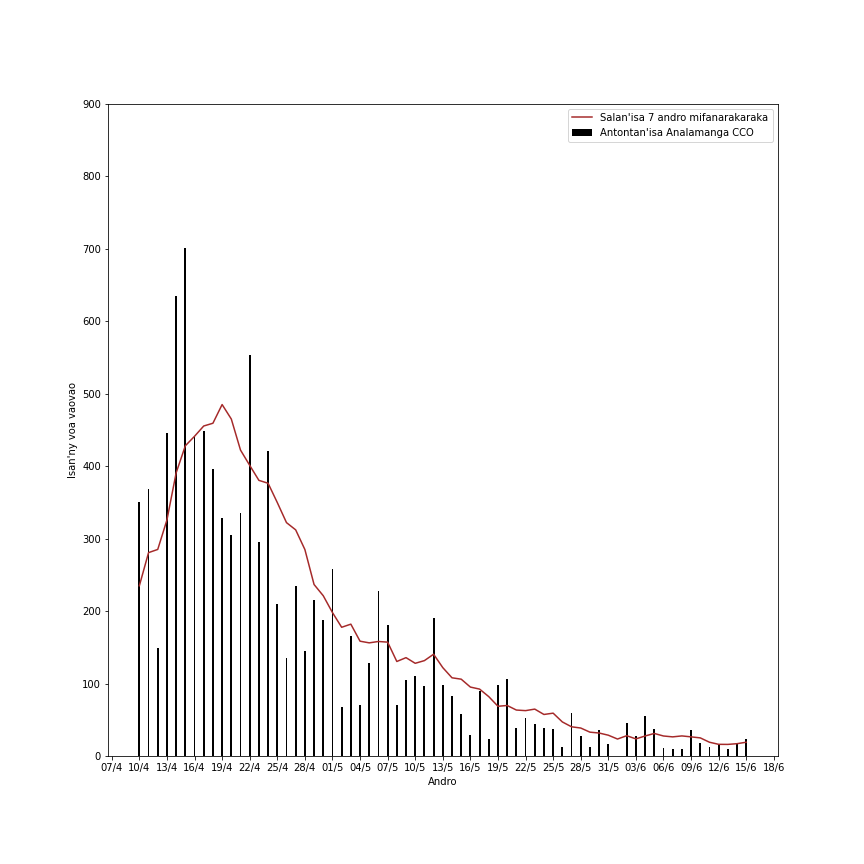 900
800
700
600
500
400
300
200
100
0
Isan'ny voa vaovao
Salan'isa 7 andro mifanarakaraka
Antontan'isa Analamanga CCO
07/4 10/4 13/4 16/4 19/4 22/4 25/4 28/4 01/5 04/5 07/5 10/5 13/5 16/5 19/5 22/5 25/5 28/5 31/5 03/6 06/6 09/6 12/6 15/6 18/6
Andro